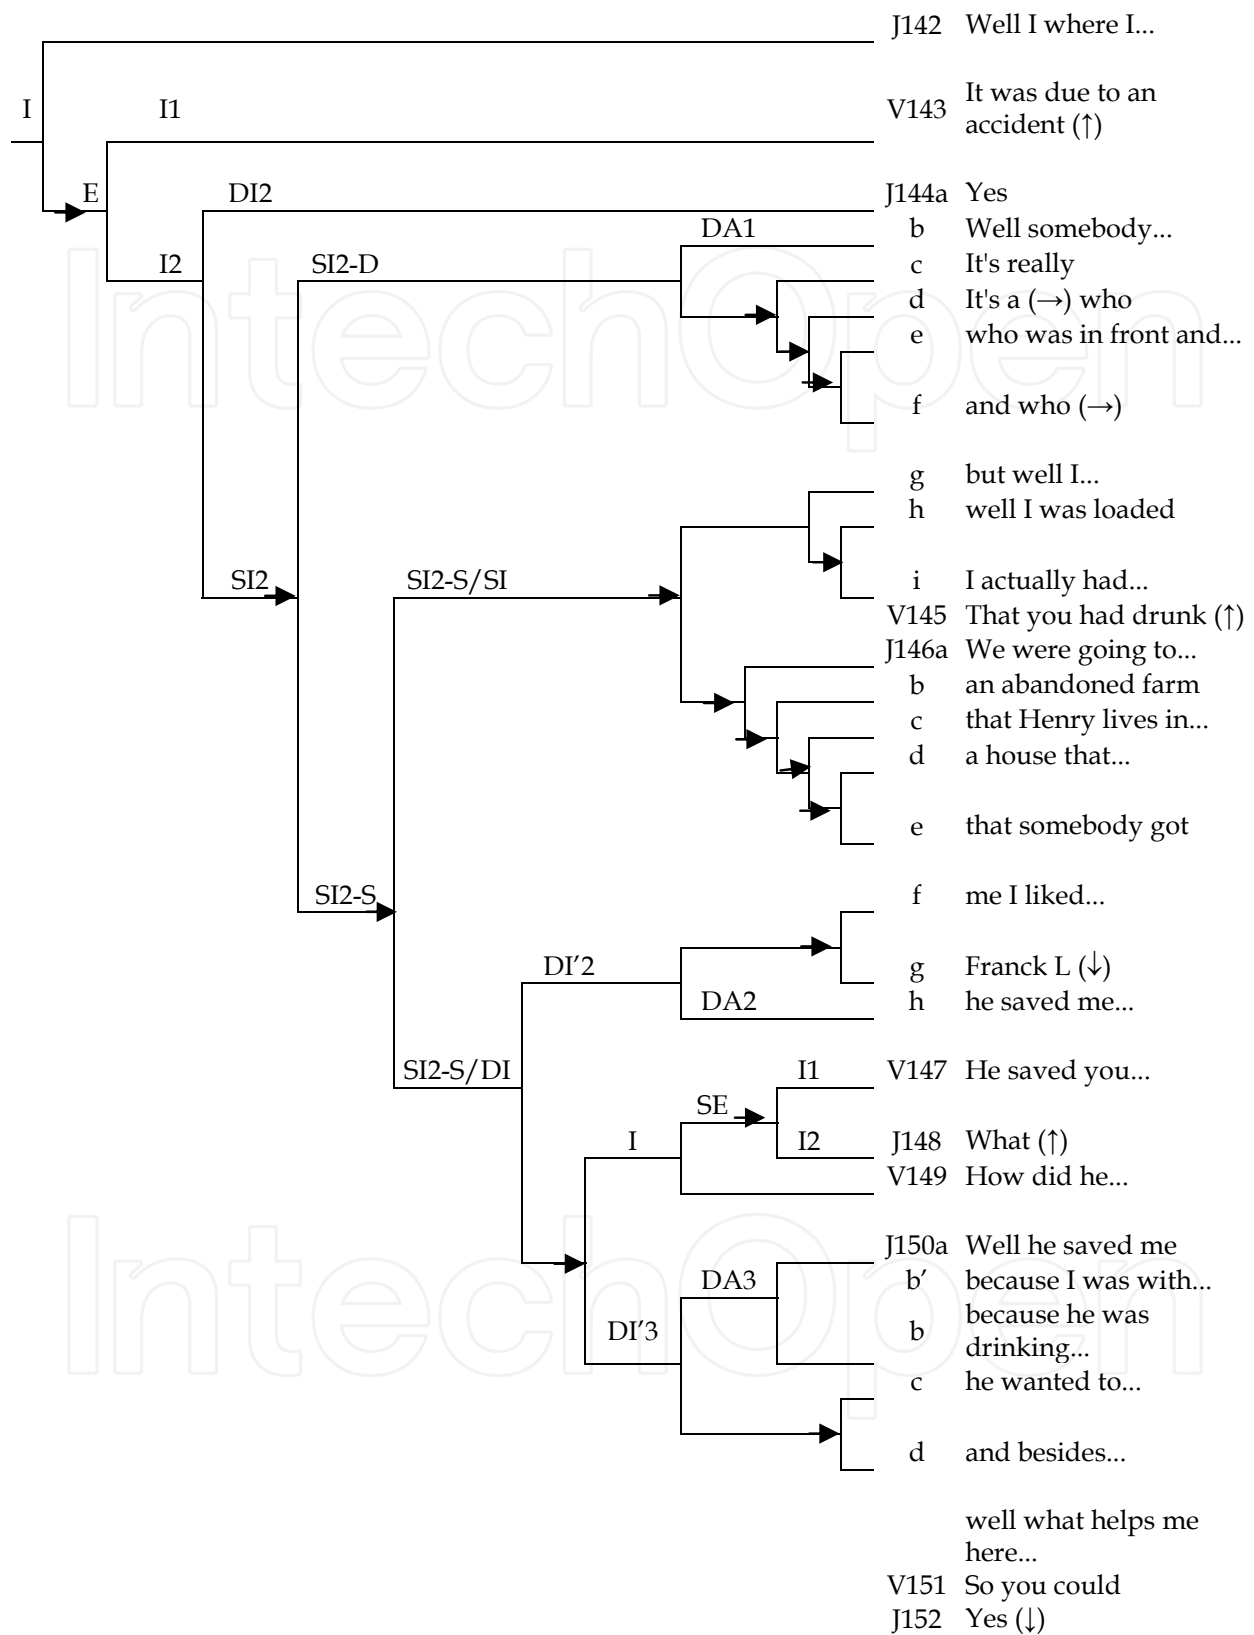 J142 Well I where I...
I I1 V143 It was due to an
accident (↑)
E DI2 J144a Yes
DA1 b Well somebody...
I2 SI2-D c It's really
d It's a (→) who
e who was in front and...
f and who (→)
g but well I...
h well I was loaded
SI2 SI2-S/SI i I actually had...
V145 That you had drunk (↑)
J146a We were going to...
b an abandoned farm
c that Henry lives in...
d a house that...
e that somebody got
SI2-S f me I liked...
DI'2 g Franck L (↓)
DA2 h he saved me...
SI2-S/DI I1 V147 He saved you...
SE
I I2 J148 What (↑)
V149 How did he...
J150a Well he saved me
DA3 b' because I was with...
because he was
DI'3 b drinking...
c he wanted to...
d and besides...
well what helps me
here...
V151 So you could
J152 Yes (↓)
IntechOpen
IntechOpen